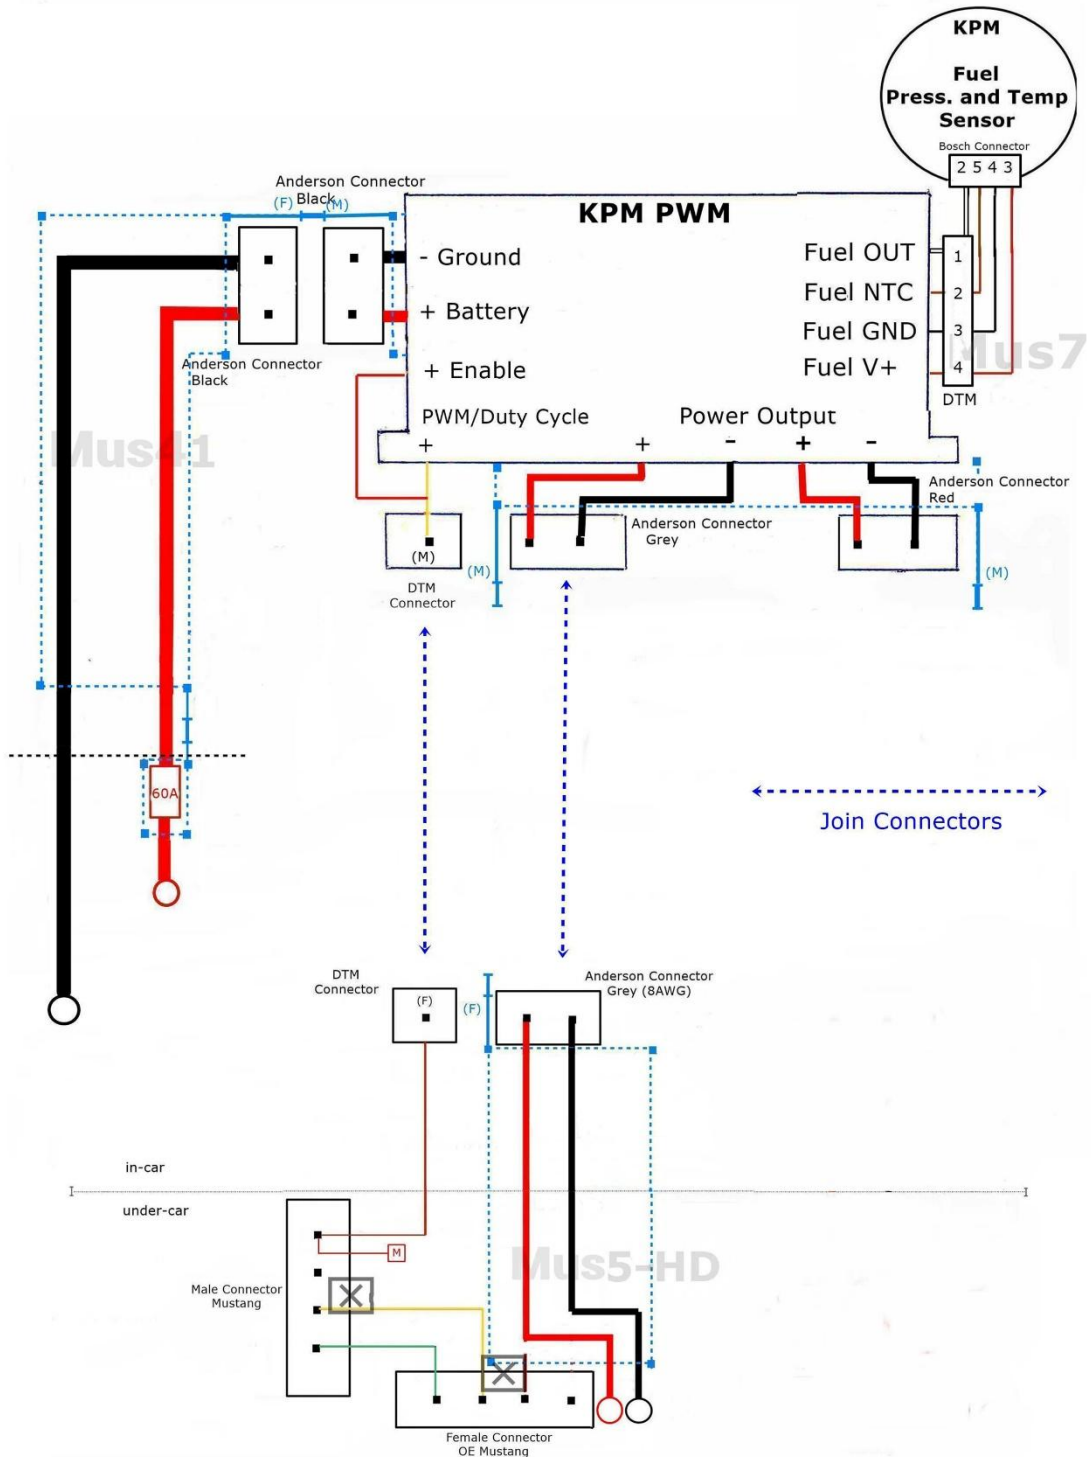 KPM
Fuel
Press. and Temp
Sensor
Bosch Connector
2 5 4 3
Anderson Connector
Black
(F)
(M)
KPM PWM
- Ground
+ Battery
+ Enable
PWM/Duty Cycle
+
Power Output
+
-
+
-
Fuel OUT
Fuel NTC
Fuel GND
Fuel V+
1
2
3
4
DTM
Mus7
Anderson Connector
Black
Mus41
(M)
DTM
Connector
(M)
Anderson Connector
Grey
Anderson Connector
Red
(M)
60A
Join Connectors
DTM
Connector
(F)
(F)
Anderson Connector
Grey (8AWG)
in-car
under-car
M
Male Connector
Mustang
Mus5-HD
Female Connector
OE Mustang